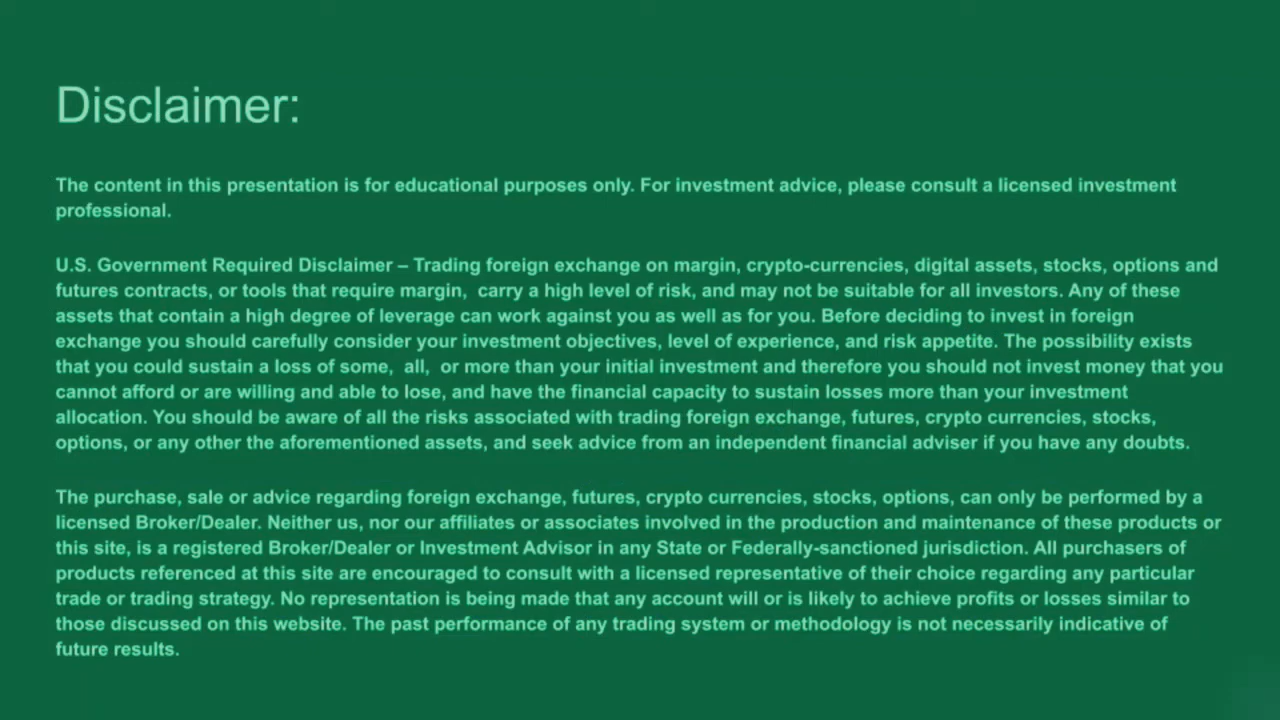 Disclaimer:
The content in this presentation is for educational purposes only. For investment advice, please consult a licensed investment
professional.
U.S. Government Required Disclaimer – Trading foreign exchange on margin, crypto-currencies, digital assets, stocks, options and
futures contracts, or tools that require margin,  carry a high level of risk, and may not be suitable for all investors. Any of these
assets that contain a high degree of leverage can work against you as well as for you. Before deciding to invest in foreign
exchange you should carefully consider your investment objectives, level of experience, and risk appetite. The possibility exists
that you could sustain a loss of some,  all,  or more than your initial investment and therefore you should not invest money that you
cannot afford or are willing and able to lose, and have the financial capacity to sustain losses more than your investment
allocation. You should be aware of all the risks associated with trading foreign exchange, futures, crypto currencies, stocks,
options, or any other the aforementioned assets, and seek advice from an independent financial adviser if you have any doubts.
The purchase, sale or advice regarding foreign exchange, futures, crypto currencies, stocks, options, can only be performed by a
licensed Broker/Dealer. Neither us, nor our affiliates or associates involved in the production and maintenance of these products or
this site, is a registered Broker/Dealer or Investment Advisor in any State or Federally-sanctioned jurisdiction. All purchasers of
products referenced at this site are encouraged to consult with a licensed representative of their choice regarding any particular
trade or trading strategy. No representation is being made that any account will or is likely to achieve profits or losses similar to
those discussed on this website. The past performance of any trading system or methodology is not necessarily indicative of
future results.